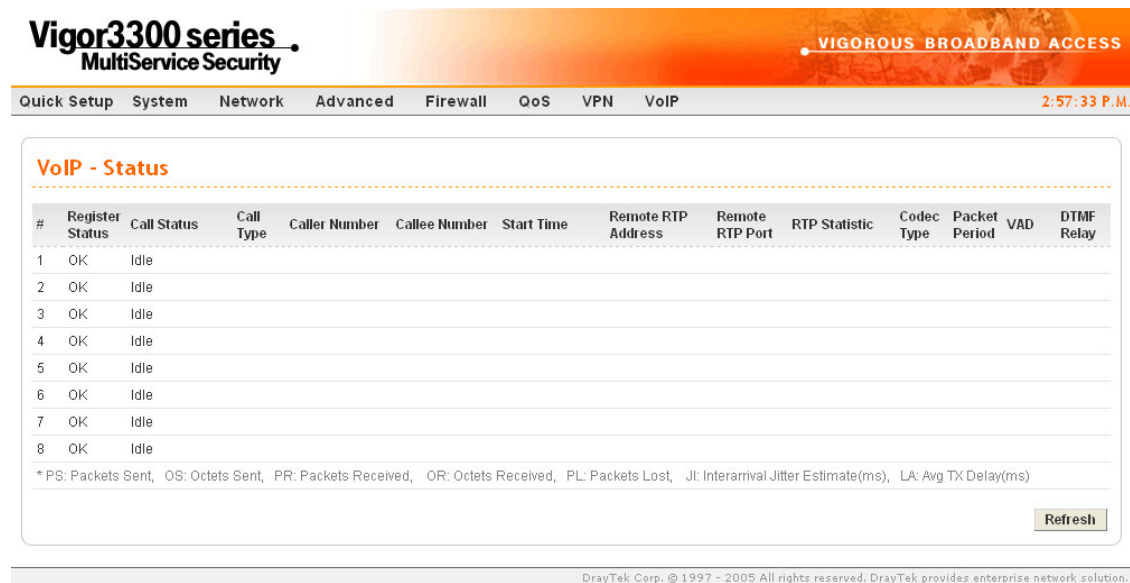 Vigor3300 series
MultiService Security
VIGOROUS BROADBAND ACCESS
Quick Setup System Network Advanced Firewall QoS VPN VoIP 2:57:33 P.M.
VoIP - Status
# Register Status Call Status Call Type Caller Number Callee Number Start Time Remote RTP Address Remote RTP Port RTP Statistic Codec Type Packet Period VAD DTMF Relay
1 OK Idle
2 OK Idle
3 OK Idle
4 OK Idle
5 OK Idle
6 OK Idle
7 OK Idle
8 OK Idle
* PS: Packets Sent, OS: Octets Sent, PR: Packets Received, OR: Octets Received, PL: Packets Lost, JI: Interarrival Jitter Estimate(ms), LA: Avg TX Delay(ms)
Refresh
DrayTek Corp. © 1997 - 2005 All rights reserved. DrayTek provides enterprise network solution.